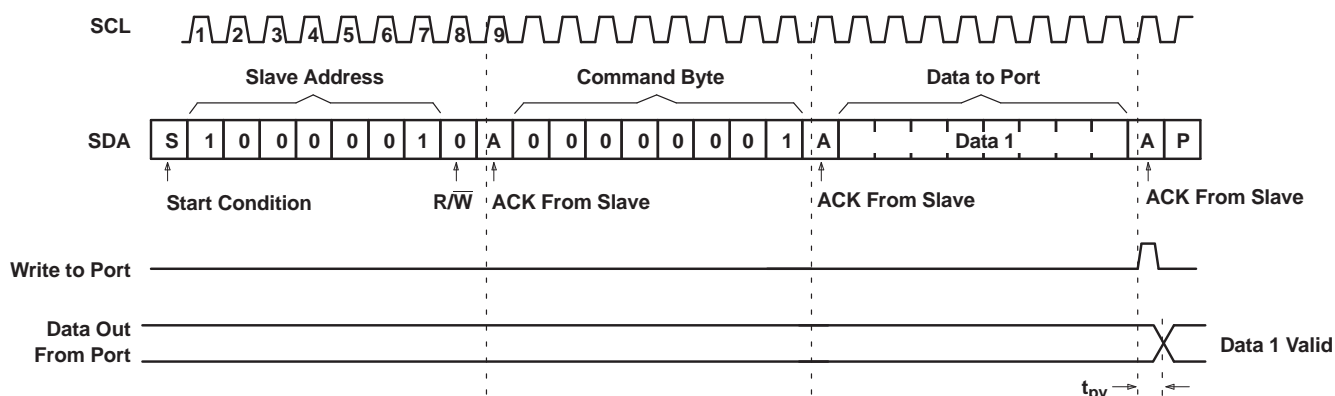 SCL 1 2 3 4 5 6 7 8 9
Slave Address Command Byte Data to Port
SDA S 1 0 0 0 0 0 1 0 A 0 0 0 0 0 0 0 1 A Data 1 A P
Start Condition R/W̅ ACK From Slave ACK From Slave ACK From Slave
Write to Port
Data Out
From Port
Data 1 Valid
tpv